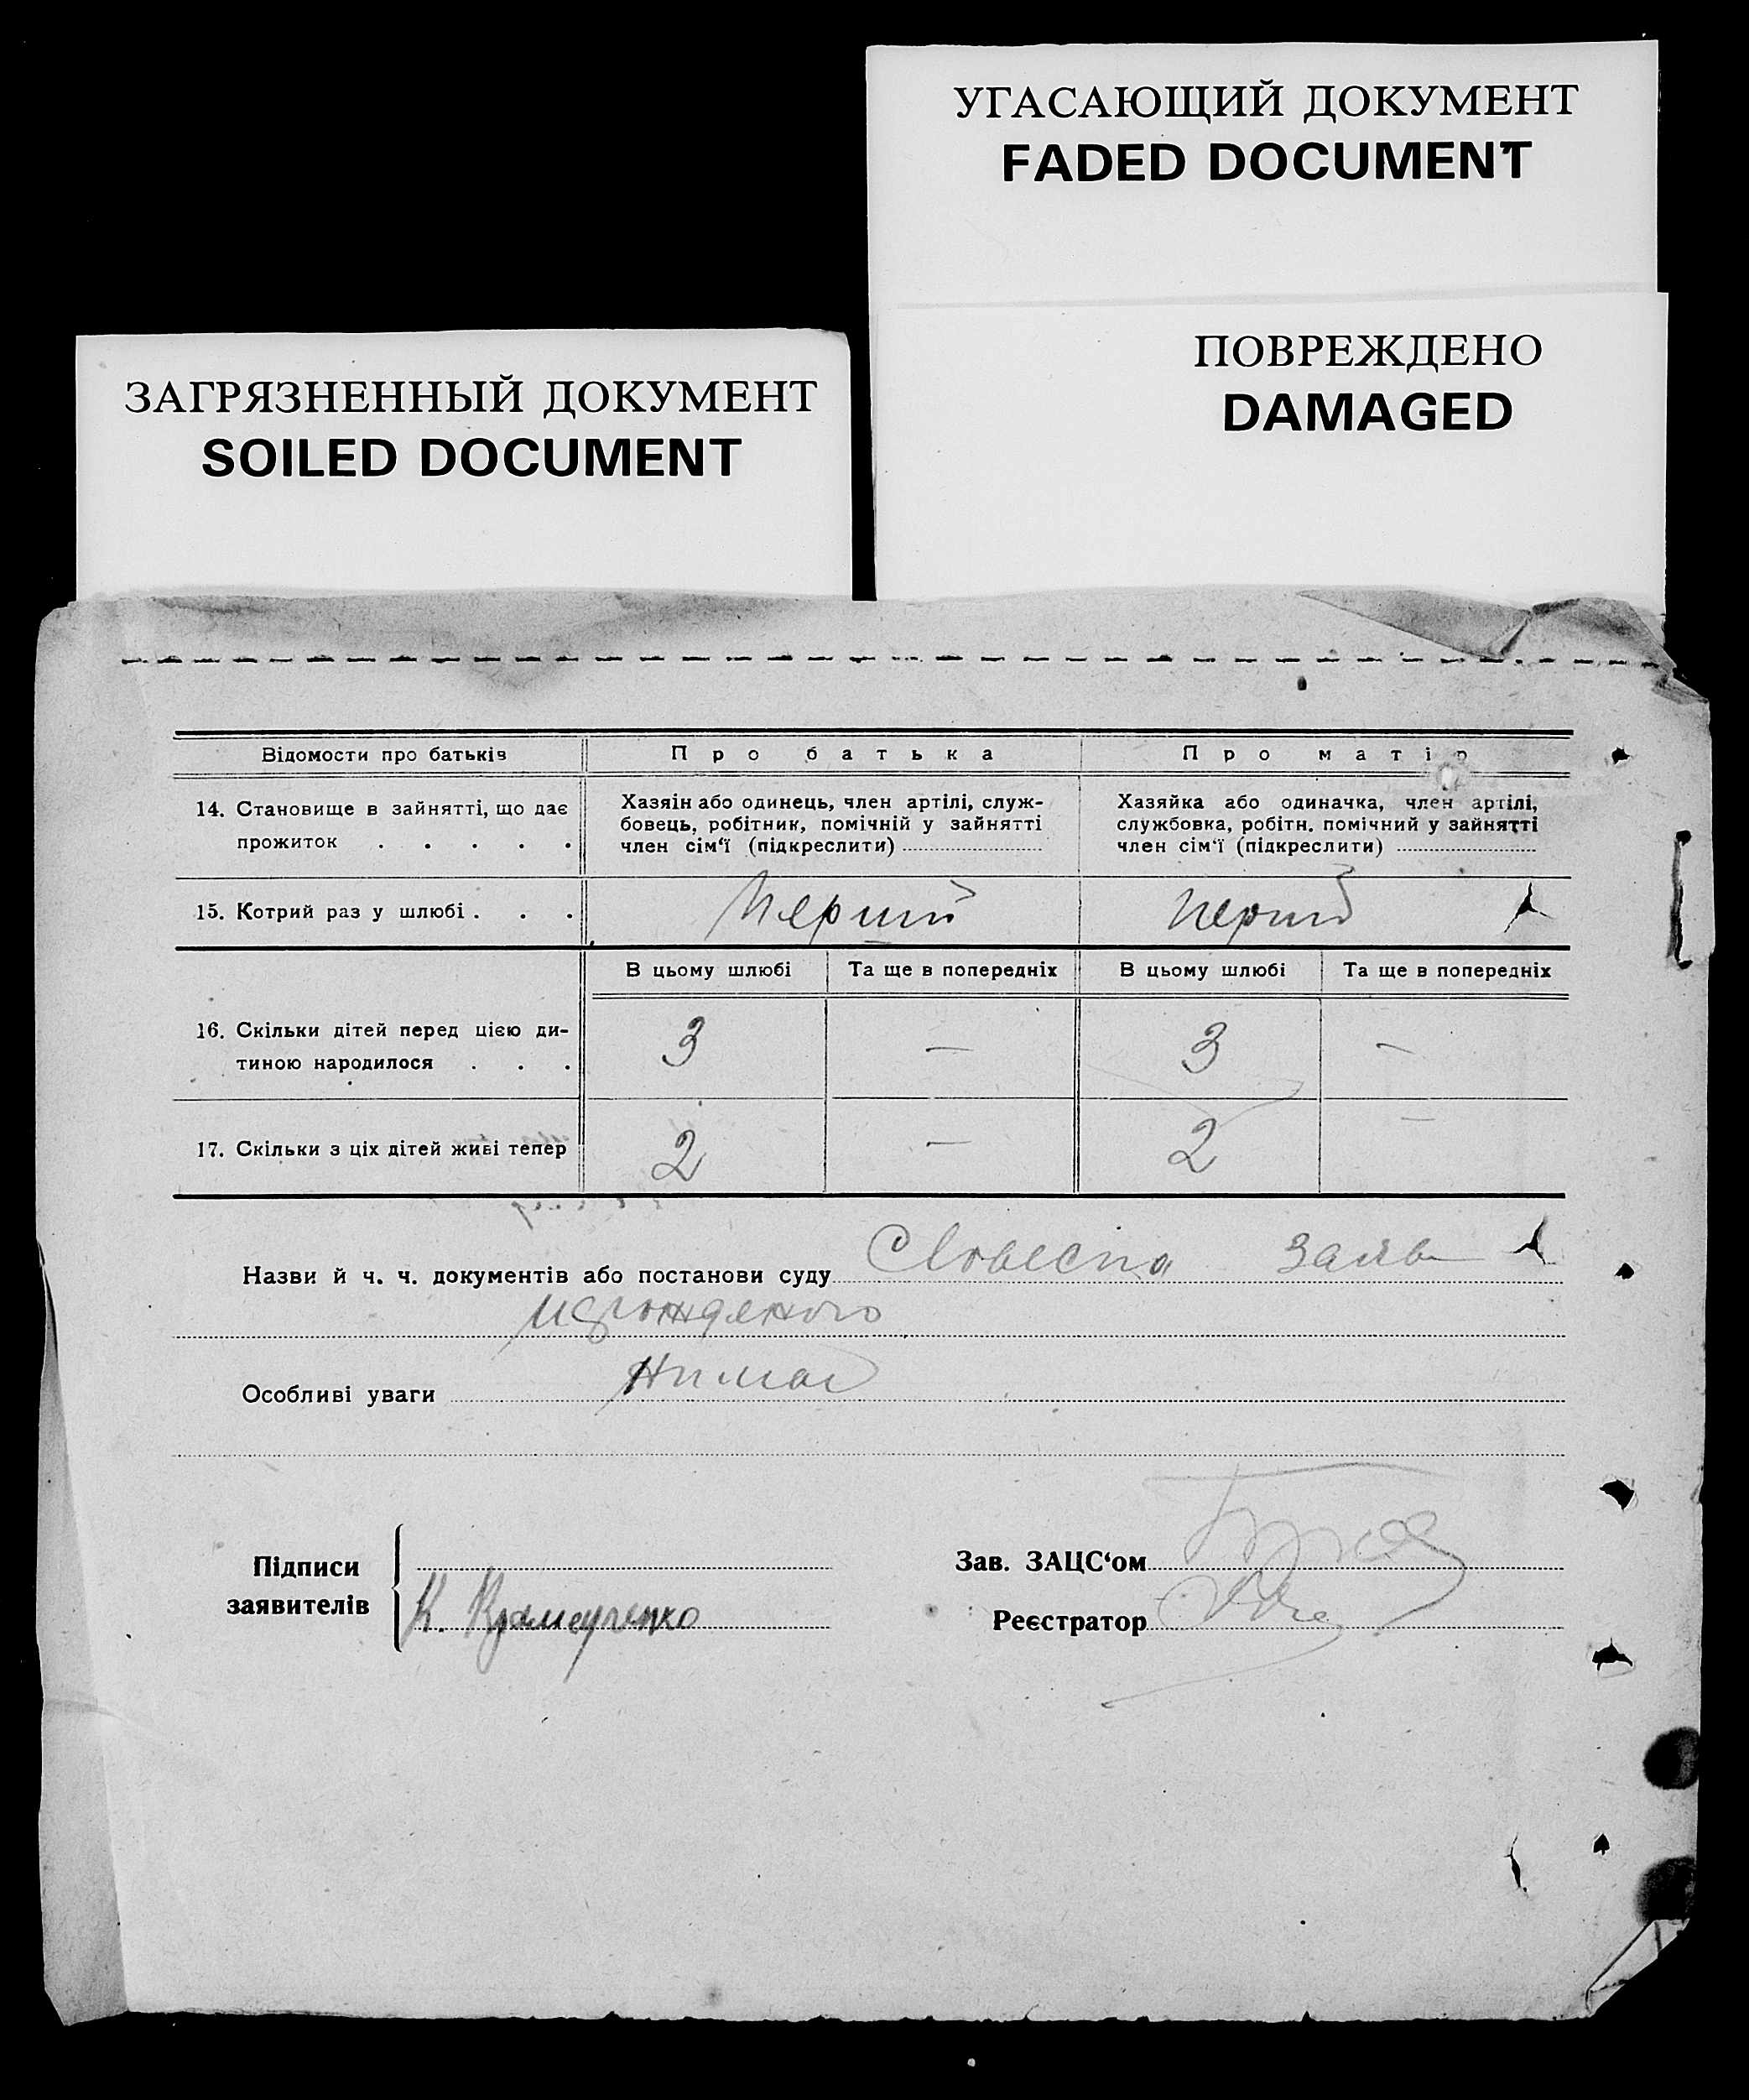 УГАСАЮЩИЙ ДОКУМЕНТ
FADED DOCUMENT
ПОВРЕЖДЕНО
DAMAGED
ЗАГРЯЗНЕННЫЙ ДОКУМЕНТ
SOILED DOCUMENT
Відомости про батьків
Про батька
Про матір
14. Становище в зайнятті, що дає
прожиток . . . . .
Хазяін або одинець, член артілі, служ-
бовець, робітник, помічній у зайнятті
член сім‘ї (підкреслити)
Хазяйка або одиначка, член артілі,
службовка, робітн. помічний у зайнятті
член сім‘ї (підкреслити)
15. Котрий раз у шлюбі . . .
Перший
Перший
В цьому шлюбі
Та ще в попередніх
В цьому шлюбі
Та ще в попередніх
16. Скільки дітей перед цією ди-
тиною народилося . . .
3
—
3
—
17. Скільки з ціх дітей живі тепер
2
—
2
—
Назви й ч. ч. документів або постанови суду Словесна заяв
Особливі уваги
Підписи
заявителів
К.
Зав. ЗАЦС‘ом
Реєстратор